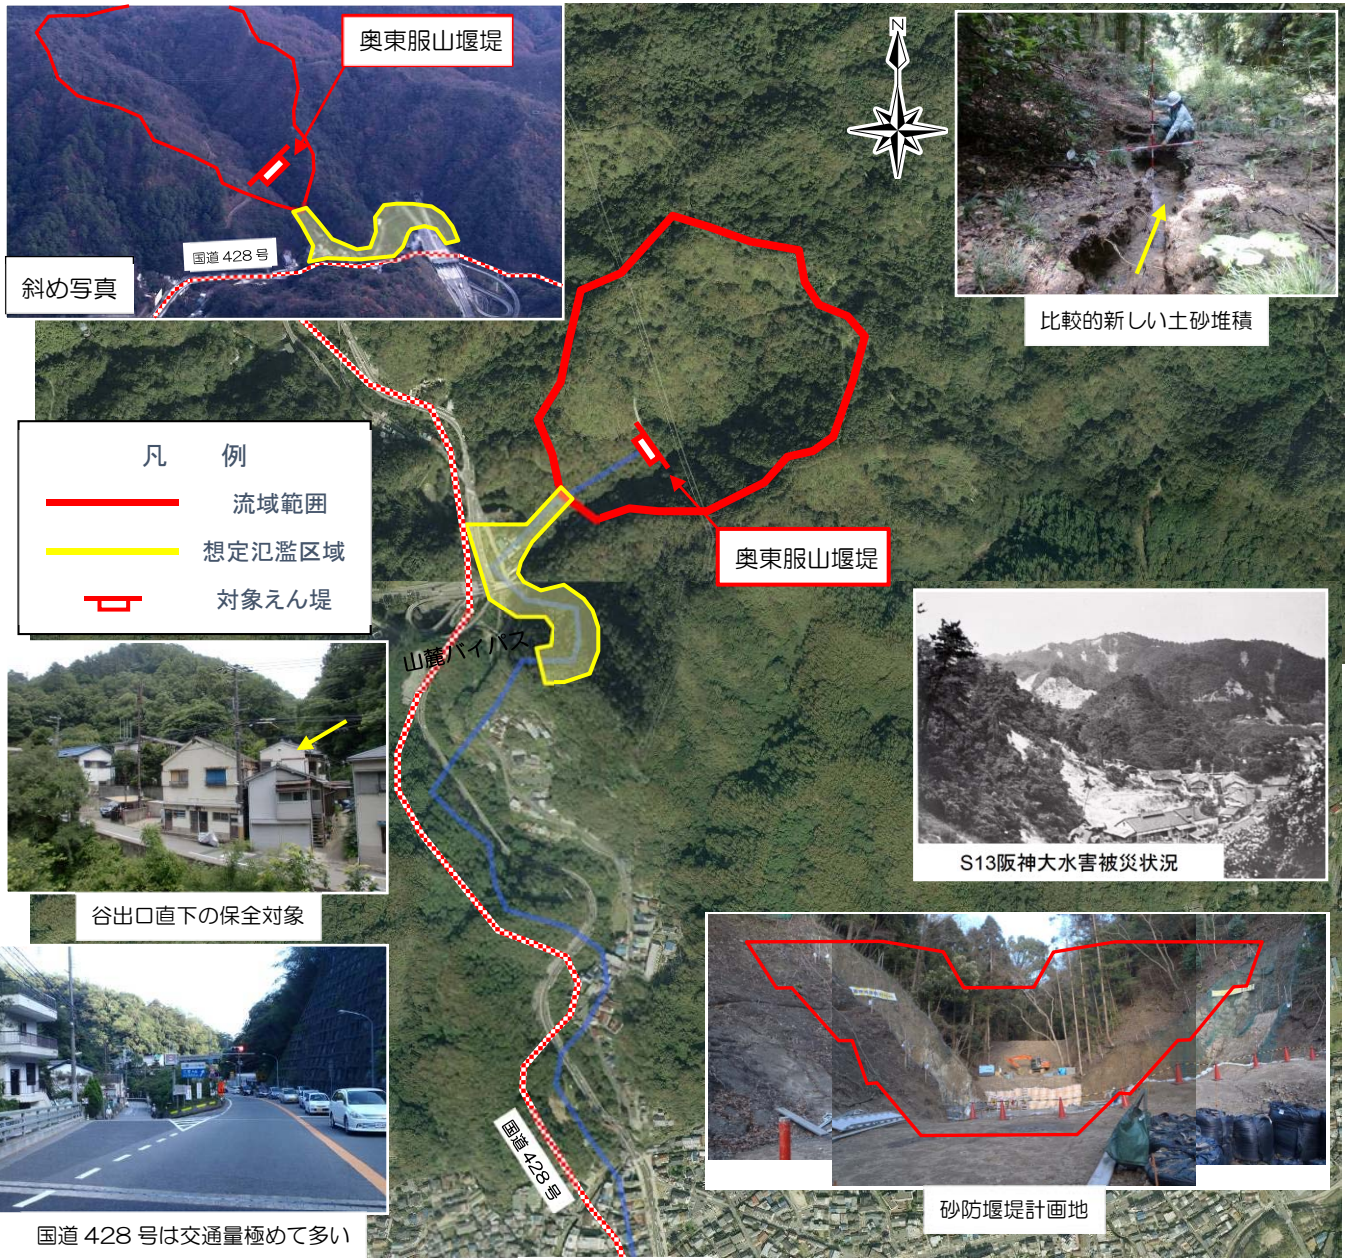 奥東服山堰堤
国道 428 号
斜め写真
N
比較的新しい土砂堆積
凡 例
流域範囲
想定氾濫区域
対象えん堤
奥東服山堰堤
山麓バイパス
谷出口直下の保全対象
S13阪神大水害被災状況
国道 428 号
砂防堰堤計画地
国道 428 号は交通量極めて多い